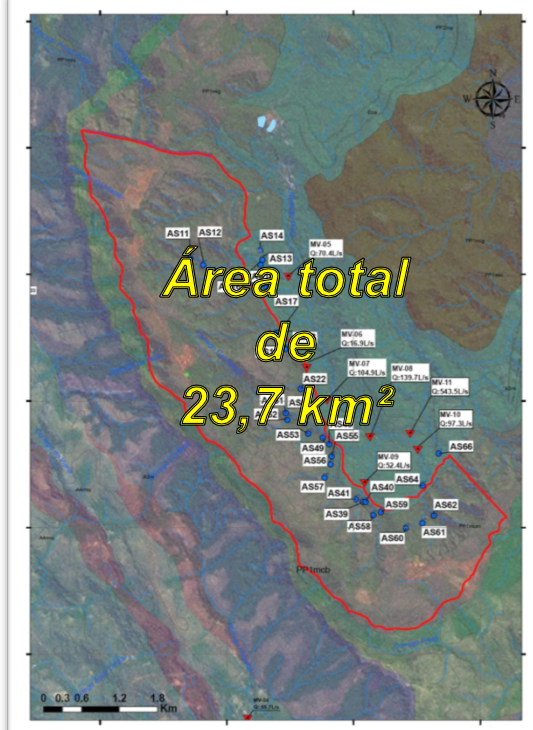 N
W E
S
AS11
AS12
AS14
MV-05
Q:70.4L/s
AS13
Área total
AS17
de
MV-06
Q:16.9L/s
MV-07
Q:104.9L/s
MV-08
Q:139.7L/s
AS22
MV-11
Q:543.5L/s
23,7 km²
MV-10
Q:97.3L/s
AS53
AS55
AS49
AS66
AS56
MV-09
Q:52.4L/s
AS57
AS41
AS40
AS64
AS39
AS59
AS62
AS58
AS60
AS61
PP1mcb
0 0.3 0.6 1.2 1.8
Km